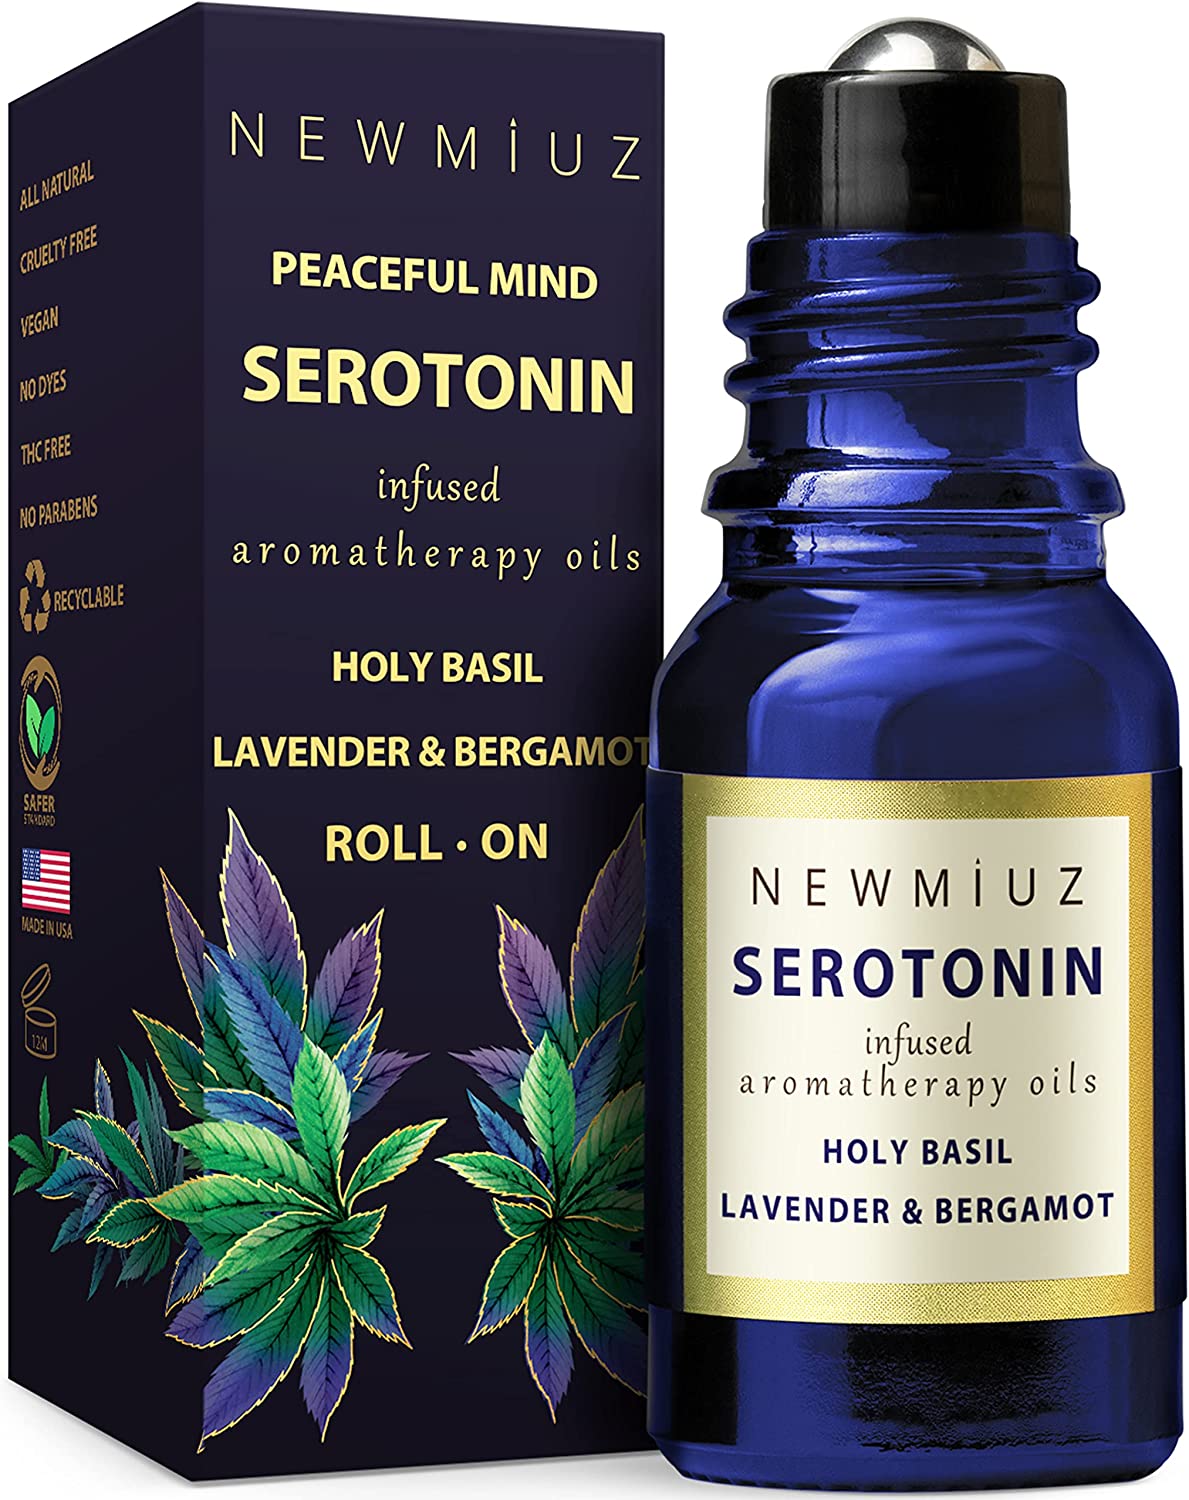 NEWMIUZ
PEACEFUL MIND
SEROTONIN
infused
aromatherapy oils
HOLY BASIL
LAVENDER & BERGAMOT
ROLL · ON
ALL NATURAL
CRUELTY FREE
VEGAN
NO DYES
THC FREE
NO PARABENS
RECYCLABLE
SAFER
STANDARD
MADE IN USA
12M
NEWMIUZ
SEROTONIN
infused
aromatherapy oils
HOLY BASIL
LAVENDER & BERGAMOT